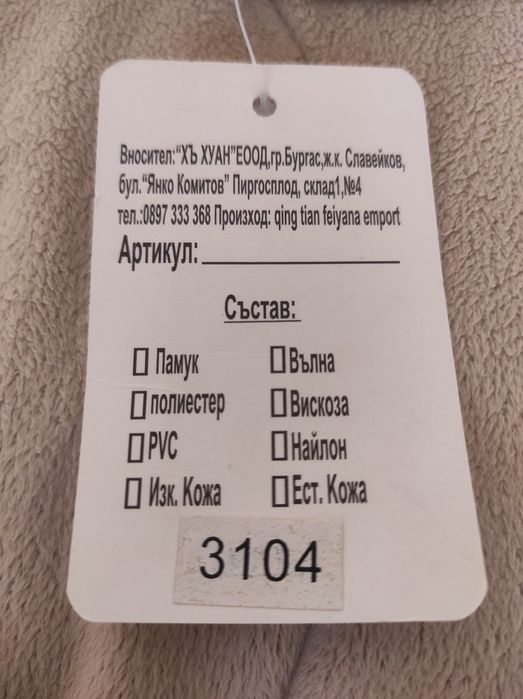 Вносител:“ХЪ ХУАН”ЕООД,гр.Бургас,ж.к. Славейков,
бул.“Янко Комитов” Пиргосплод, склад1,№4
тел.:0897 333 368 Произход: qing tian feiyana emport
Артикул:
Състав:
Памук
Вълна
полиестер
Вискоза
PVC
Найлон
Изк. Кожа
Ест. Кожа
3104